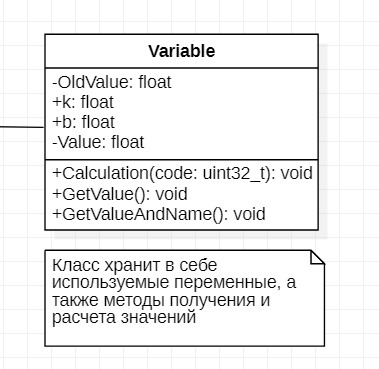 Variable
-OldValue: float
+k: float
+b: float
-Value: float
+Calculation(code: uint32_t): void
+GetValue(): void
+GetValueAndName(): void
Класс хранит в себе
используемые переменные, а
также методы получения и
расчета значений